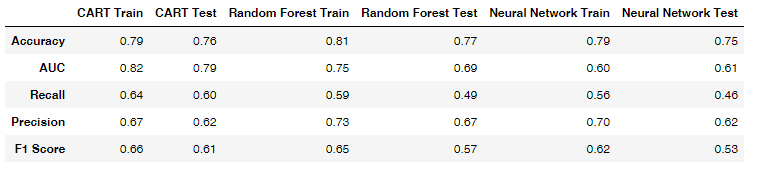 CART Train CART Test Random Forest Train Random Forest Test Neural Network Train Neural Network Test
Accuracy 0.79 0.76 0.81 0.77 0.79 0.75
AUC 0.82 0.79 0.75 0.69 0.60 0.61
Recall 0.64 0.60 0.59 0.49 0.56 0.46
Precision 0.67 0.62 0.73 0.67 0.70 0.62
F1 Score 0.66 0.61 0.65 0.57 0.62 0.53